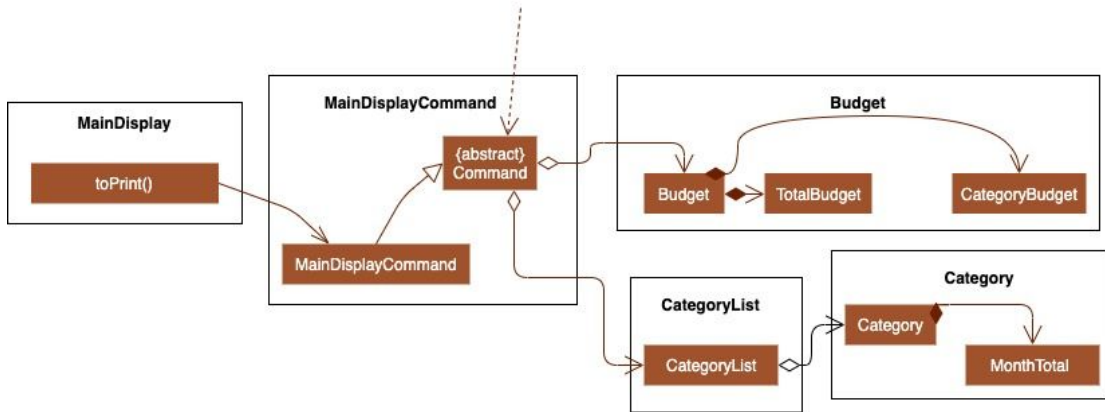 MainDisplay
toPrint()
MainDisplayCommand
{abstract}
Command
MainDisplayCommand
Budget
Budget
TotalBudget
CategoryBudget
CategoryList
CategoryList
Category
Category
MonthTotal